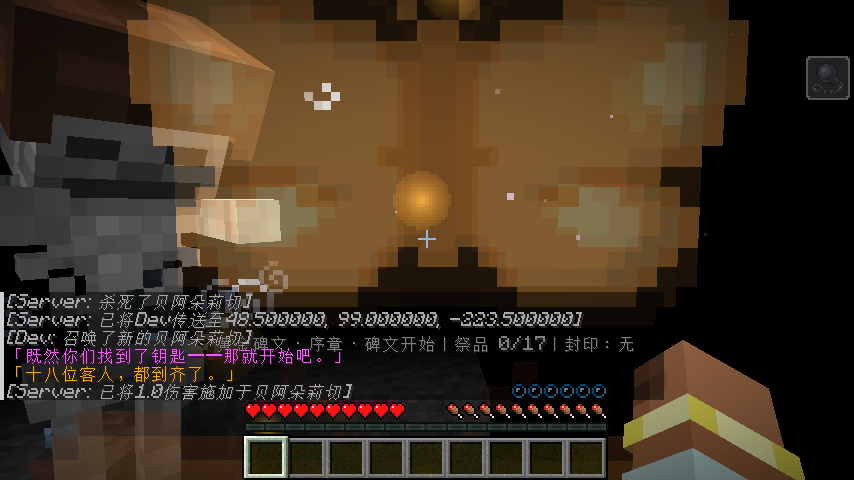 [Server: 杀死了贝阿朵莉切]
[Server: 已将Dev传送至48.500000, 99.000000, -223.500000]
[Dev: 召唤了新的贝阿朵莉切]
碑文 · 序章 · 碑文开始 | 祭品 0/17 | 封印：无
「既然你们找到了钥匙——那就开始吧。」
「十八位客人，都到齐了。」
[Server: 已将1.0伤害施加于贝阿朵莉切]